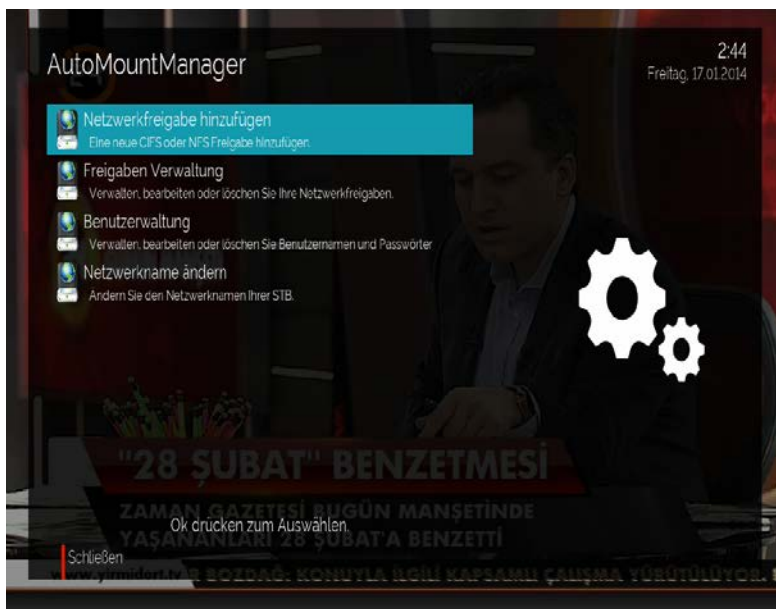 AutoMountManager
2:44
Freitag, 17.01.2014
Netzwerkfreigabe hinzufügen
Eine neue CIFS oder NFS Freigabe hinzufügen.
Freigaben Verwaltung
Verwalten, bearbeiten oder löschen Sie Ihre Netzwerkfreigaben.
Benutzerwaltung
Verwalten, bearbeiten oder löschen Sie Benutzernamen und Passwörter
Netzwerkname ändern
Ändern Sie den Netzwerknamen Ihrer STB.
"28 ŞUBAT" BENZETMESİ
ZAMAN GAZETESİ BUGÜN MANŞETİNDE
Ok drücken zum Auswählen.
YAŞANANLARI 28 ŞUBAT'A BENZETTİ
Schließen
www.yirmidort.tv BOZDAĞ: KONUYLA İLGİLİ KAPSAMLI ÇALIŞMA YÜRÜTÜLÜYOR.